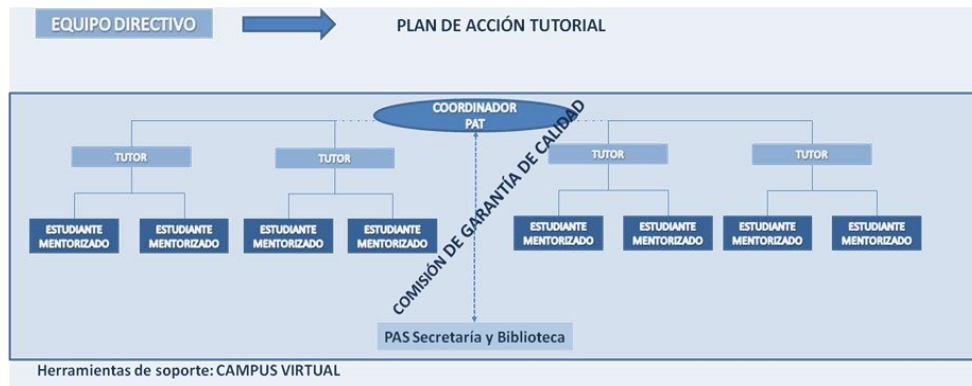 EQUIPO DIRECTIVO
PLAN DE ACCIÓN TUTORIAL
COORDINADOR
PAT
COMISIÓN DE GARANTÍA DE CALIDAD
TUTOR
TUTOR
TUTOR
TUTOR
ESTUDIANTE
MENTORIZADO
ESTUDIANTE
MENTORIZADO
ESTUDIANTE
MENTORIZADO
ESTUDIANTE
MENTORIZADO
ESTUDIANTE
MENTORIZADO
ESTUDIANTE
MENTORIZADO
ESTUDIANTE
MENTORIZADO
ESTUDIANTE
MENTORIZADO
PAS Secretaría y Biblioteca
Herramientas de soporte: CAMPUS VIRTUAL